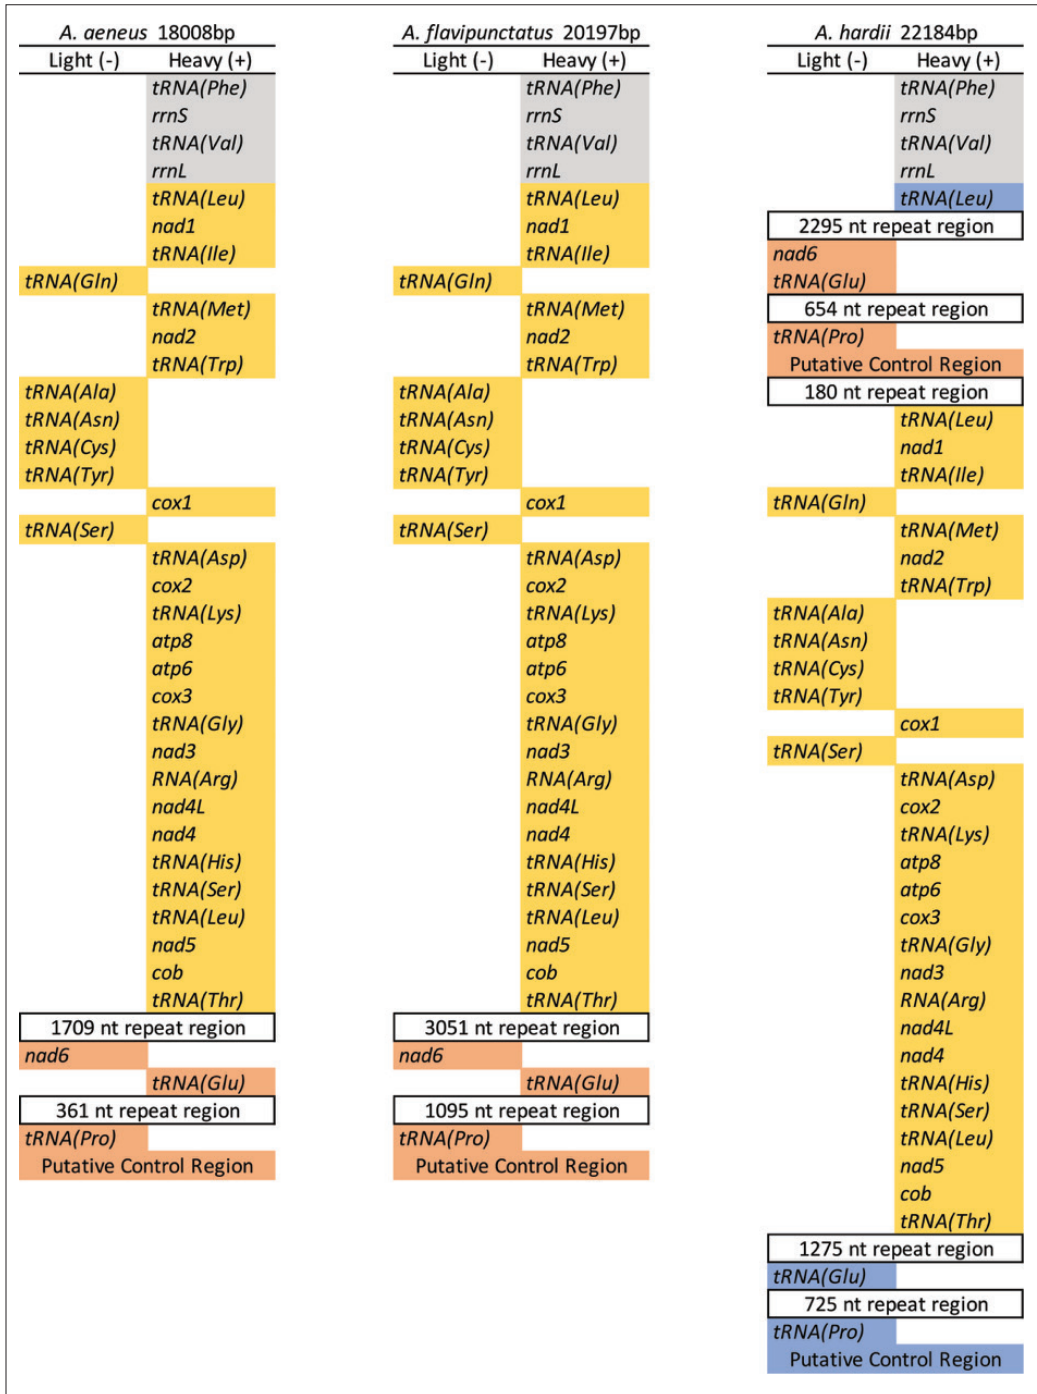 A. aeneus 18008bp
Light (-) Heavy (+)
tRNA(Phe)
rrnS
tRNA(Val)
rrnL
tRNA(Leu)
nad1
tRNA(Ile)
tRNA(Gln)
tRNA(Met)
nad2
tRNA(Trp)
tRNA(Ala)
tRNA(Asn)
tRNA(Cys)
tRNA(Tyr)
cox1
tRNA(Ser)
tRNA(Asp)
cox2
tRNA(Lys)
atp8
atp6
cox3
tRNA(Gly)
nad3
RNA(Arg)
nad4L
nad4
tRNA(His)
tRNA(Ser)
tRNA(Leu)
nad5
cob
tRNA(Thr)
1709 nt repeat region
nad6
tRNA(Glu)
361 nt repeat region
tRNA(Pro)
Putative Control Region
A. flavipunctatus 20197bp
Light (-) Heavy (+)
tRNA(Phe)
rrnS
tRNA(Val)
rrnL
tRNA(Leu)
nad1
tRNA(Ile)
tRNA(Gln)
tRNA(Met)
nad2
tRNA(Trp)
tRNA(Ala)
tRNA(Asn)
tRNA(Cys)
tRNA(Tyr)
cox1
tRNA(Ser)
tRNA(Asp)
cox2
tRNA(Lys)
atp8
atp6
cox3
tRNA(Gly)
nad3
RNA(Arg)
nad4L
nad4
tRNA(His)
tRNA(Ser)
tRNA(Leu)
nad5
cob
tRNA(Thr)
3051 nt repeat region
nad6
tRNA(Glu)
1095 nt repeat region
tRNA(Pro)
Putative Control Region
A. hardii 22184bp
Light (-) Heavy (+)
tRNA(Phe)
rrnS
tRNA(Val)
rrnL
tRNA(Leu)
2295 nt repeat region
nad6
tRNA(Glu)
654 nt repeat region
tRNA(Pro)
Putative Control Region
180 nt repeat region
tRNA(Leu)
nad1
tRNA(Ile)
tRNA(Gln)
tRNA(Met)
nad2
tRNA(Trp)
tRNA(Ala)
tRNA(Asn)
tRNA(Cys)
tRNA(Tyr)
cox1
tRNA(Ser)
tRNA(Asp)
cox2
tRNA(Lys)
atp8
atp6
cox3
tRNA(Gly)
nad3
RNA(Arg)
nad4L
nad4
tRNA(His)
tRNA(Ser)
tRNA(Leu)
nad5
cob
tRNA(Thr)
1275 nt repeat region
tRNA(Glu)
725 nt repeat region
tRNA(Pro)
Putative Control Region